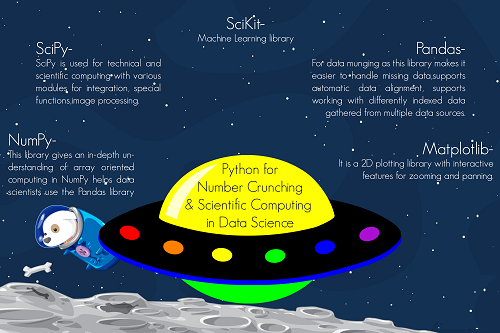 SciKit-
Machine Learning library
SciPy-
SciPy is used for technical and
scientific computing with various
modules for integration, special
functions,image processing.
Pandas-
For data munging as this library makes it
easier to handle missing data,supports
automatic data alignment, supports
working with differently indexed data
gathered from multiple data sources.
NumPy-
This library gives an in-depth un-
derstanding of array oriented
computing in NumPy helps data
scientists use the Pandas library
Matplotlib-
It is a 2D plotting library with interactive
features for zooming and panning.
Python for
Number Crunching
& Scientific Computing
in Data Science